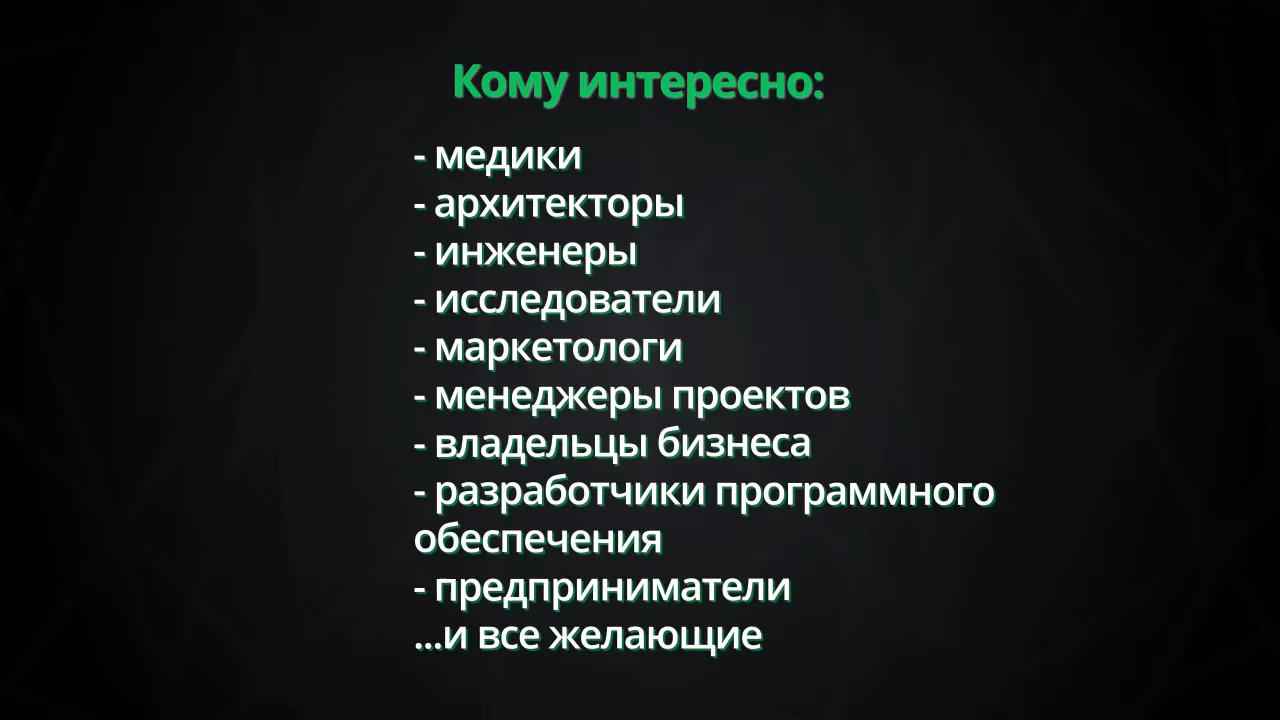 Кому интересно:
- медики
- архитекторы
- инженеры
- исследователи
- маркетологи
- менеджеры проектов
- владельцы бизнеса
- разработчики программного
обеспечения
- предприниматели
...и все желающие